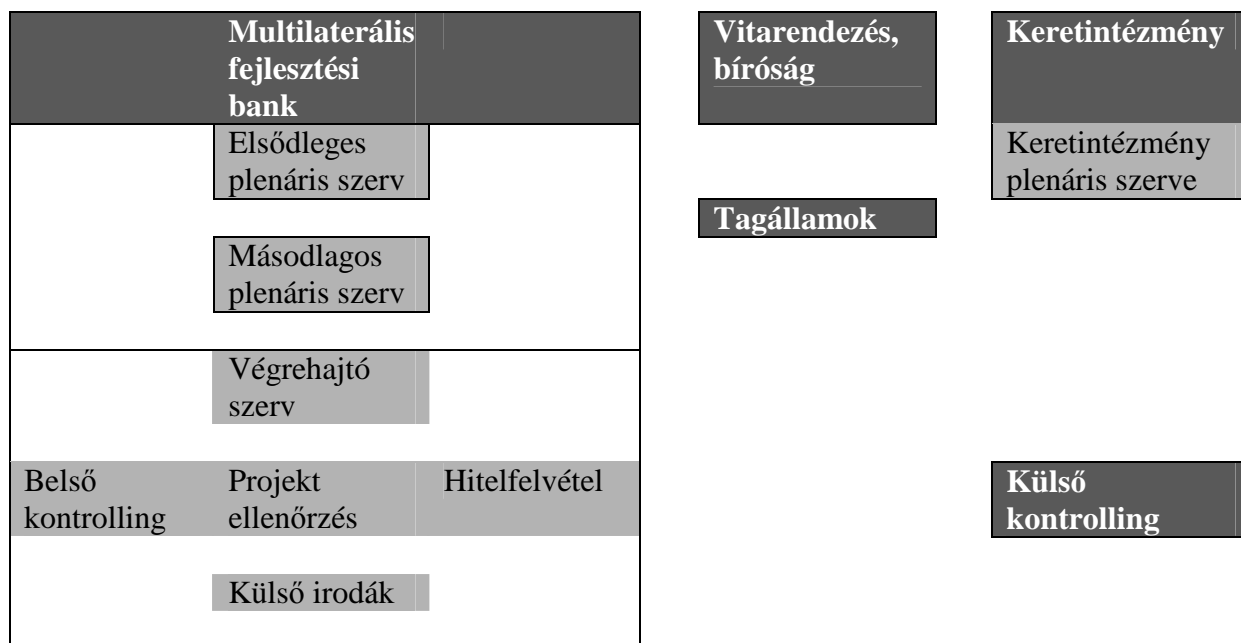 Multilaterális
fejlesztési
bank
Vitarendezés,
bíróság
Keretintézmény
Elsődleges
plenáris szerv
Keretintézmény
plenáris szerve
Tagállamok
Másodlagos
plenáris szerv
Végrehajtó
szerv
Belső
kontrolling
Projekt
ellenőrzés
Hitelfelvétel
Külső
kontrolling
Külső irodák